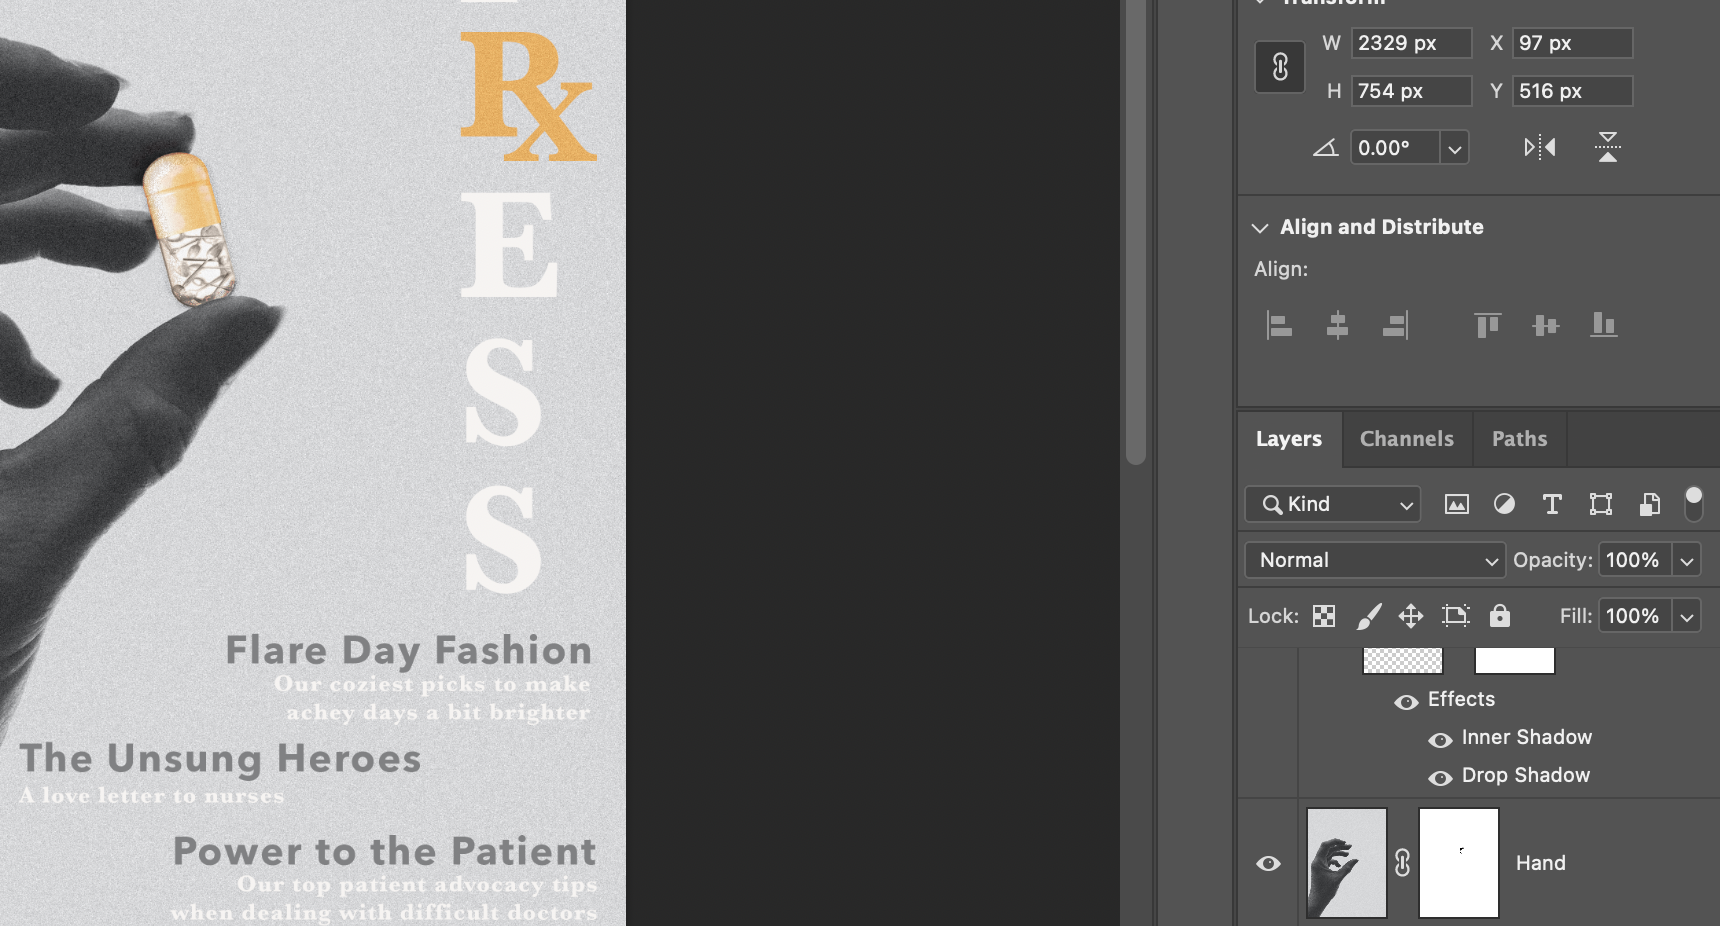 Rx
E
S
S
Flare Day Fashion
Our coziest picks to make
achey days a bit brighter
The Unsung Heroes
A love letter to nurses
Power to the Patient
Our top patient advocacy tips
when dealing with difficult doctors
Transform
W 2329 px X 97 px
H 754 px Y 516 px
0.00°
Align and Distribute
Align:
Layers Channels Paths
Kind
Normal Opacity: 100%
Lock: Fill: 100%
Effects
Inner Shadow
Drop Shadow
Hand